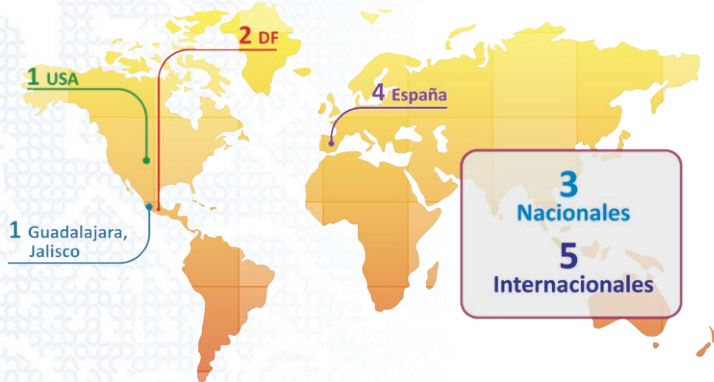 2 DF
1 USA
4 España
1 Guadalajara,
Jalisco
3
Nacionales
5
Internacionales